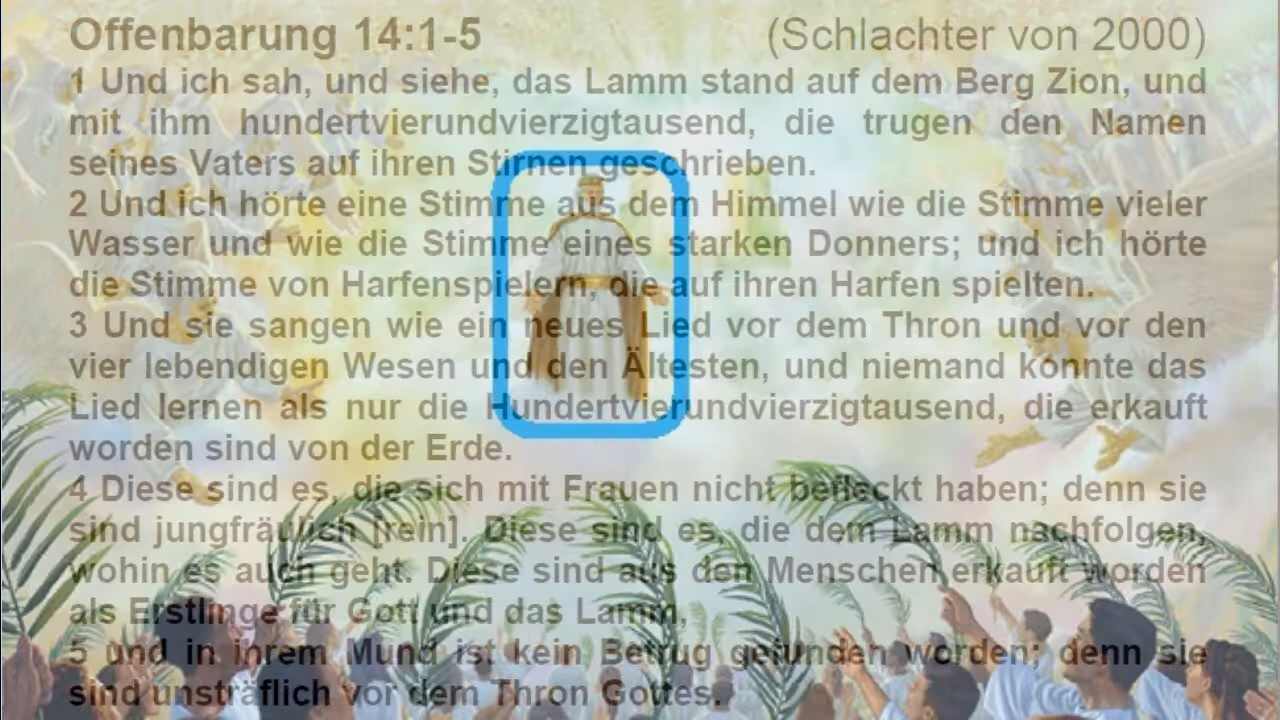 Offenbarung 14:1-5 (Schlachter von 2000)
1 Und ich sah, und siehe, das Lamm stand auf dem Berg Zion, und
mit ihm hundertvierundvierzigtausend, die trugen den Namen
seines Vaters auf ihren Stirnen geschrieben.
2 Und ich hörte eine Stimme aus dem Himmel wie die Stimme vieler
Wasser und wie die Stimme eines starken Donners; und ich hörte
die Stimme von Harfenspielern, die auf ihren Harfen spielten.
3 Und sie sangen wie ein neues Lied vor dem Thron und vor den
vier lebendigen Wesen und den Ältesten, und niemand konnte das
Lied lernen als nur die Hundertvierundvierzigtausend, die erkauft
worden sind von der Erde.
4 Diese sind es, die sich mit Frauen nicht befleckt haben; denn sie
sind jungfräulich [rein]. Diese sind es, die dem Lamm nachfolgen,
wohin es auch geht. Diese sind aus den Menschen erkauft worden
als Erstlinge für Gott und das Lamm,
5 und in ihrem Mund ist kein Betrug gefunden worden; denn sie
sind unsträflich vor dem Thron Gottes.